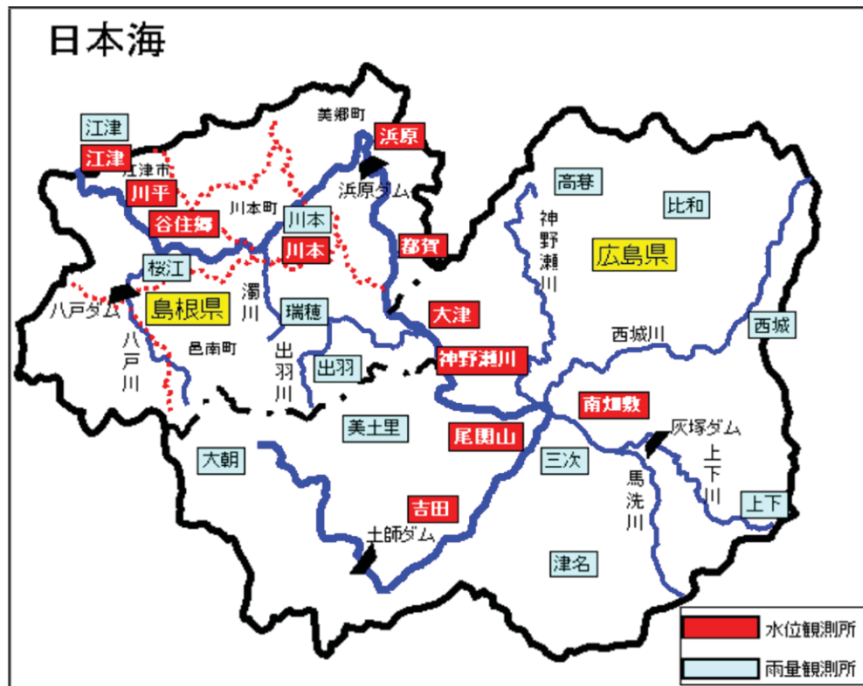 日本海
美郷町
江津
浜原
江津
江津市
川平
浜原ダム
高暮
神野瀬川
比和
谷住郷
川本町
川本
川本
都賀
広島県
桜江
八戸ダム
島根県
濁川
瑞穂
大津
西城
八戸川
邑南町
出羽川
出羽
神野瀬川
西城川
南畑敷
美土里
尾関山
灰塚ダム
大朝
三次
馬洗川
上下川
吉田
上下
土師ダム
津名
水位観測所
雨量観測所